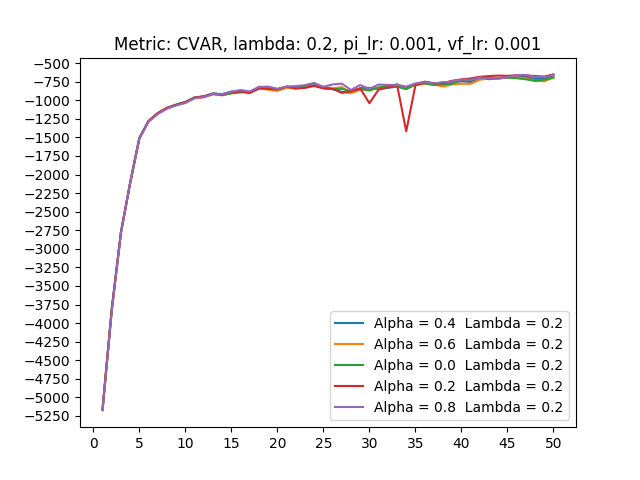 Metric: CVAR, lambda: 0.2, pi_lr: 0.001, vf_lr: 0.001
−500
−750
−1000
−1250
−1500
−1750
−2000
−2250
−2500
−2750
−3000
−3250
−3500
−3750
−4000
−4250
−4500
−4750
−5000
−5250
Alpha = 0.4 Lambda = 0.2
Alpha = 0.6 Lambda = 0.2
Alpha = 0.0 Lambda = 0.2
Alpha = 0.2 Lambda = 0.2
Alpha = 0.8 Lambda = 0.2
0 5 10 15 20 25 30 35 40 45 50